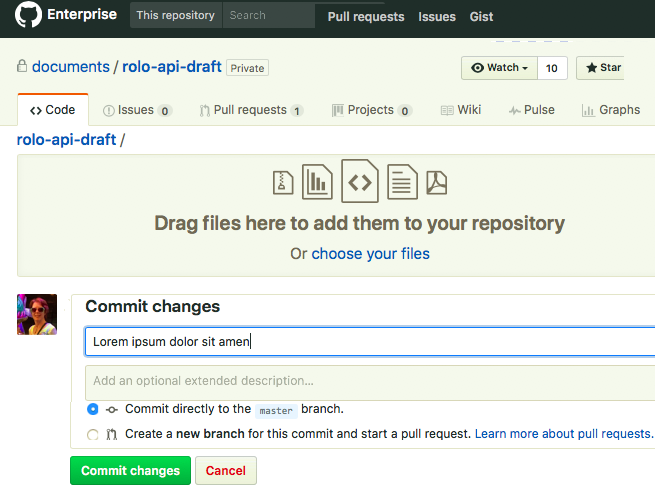 Enterprise This repository Search Pull requests Issues Gist
documents / rolo-api-draft Private Watch 10 Star
Code Issues 0 Pull requests 1 Projects 0 Wiki Pulse Graphs
rolo-api-draft /
Drag files here to add them to your repository
Or choose your files
Commit changes
Lorem ipsum dolor sit amen
Add an optional extended description...
Commit directly to the master branch.
Create a new branch for this commit and start a pull request. Learn more about pull requests.
Commit changes Cancel